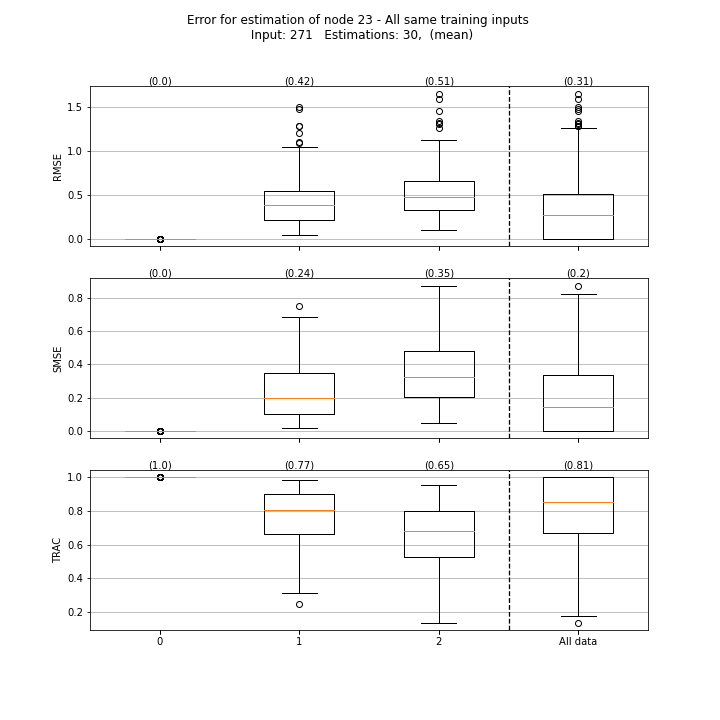 Error for estimation of node 23 - All same training inputs
Input: 271   Estimations: 30,  (mean)
(0.0) (0.42) (0.51) (0.31)
1.5
1.0
0.5
0.0
RMSE
(0.0) (0.24) (0.35) (0.2)
0.8
0.6
0.4
0.2
0.0
SMSE
(1.0) (0.77) (0.65) (0.81)
1.0
0.8
0.6
0.4
0.2
TRAC
0 1 2 All data